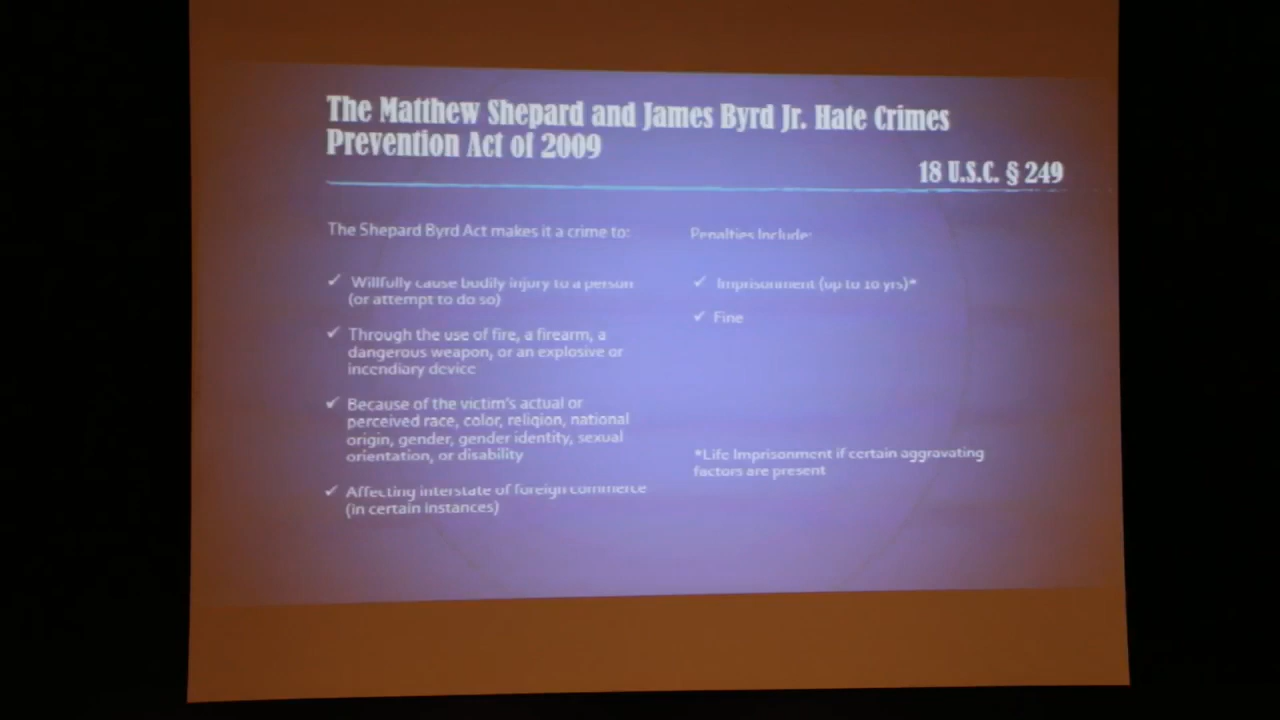 The Matthew Shepard and James Byrd Jr. Hate Crimes
Prevention Act of 2009
18 U.S.C. § 249
The Shepard Byrd Act makes it a crime to:
✓ Willfully cause bodily injury to a person
(or attempt to do so)
✓ Through the use of fire, a firearm, a
dangerous weapon, or an explosive or
incendiary device
✓ Because of the victim's actual or
perceived race, color, religion, national
origin, gender, gender identity, sexual
orientation, or disability
✓ Affecting interstate of foreign commerce
(in certain instances)
Penalties Include:
✓ Imprisonment (up to 10 yrs)*
✓ Fine
*Life Imprisonment if certain aggravating
factors are present